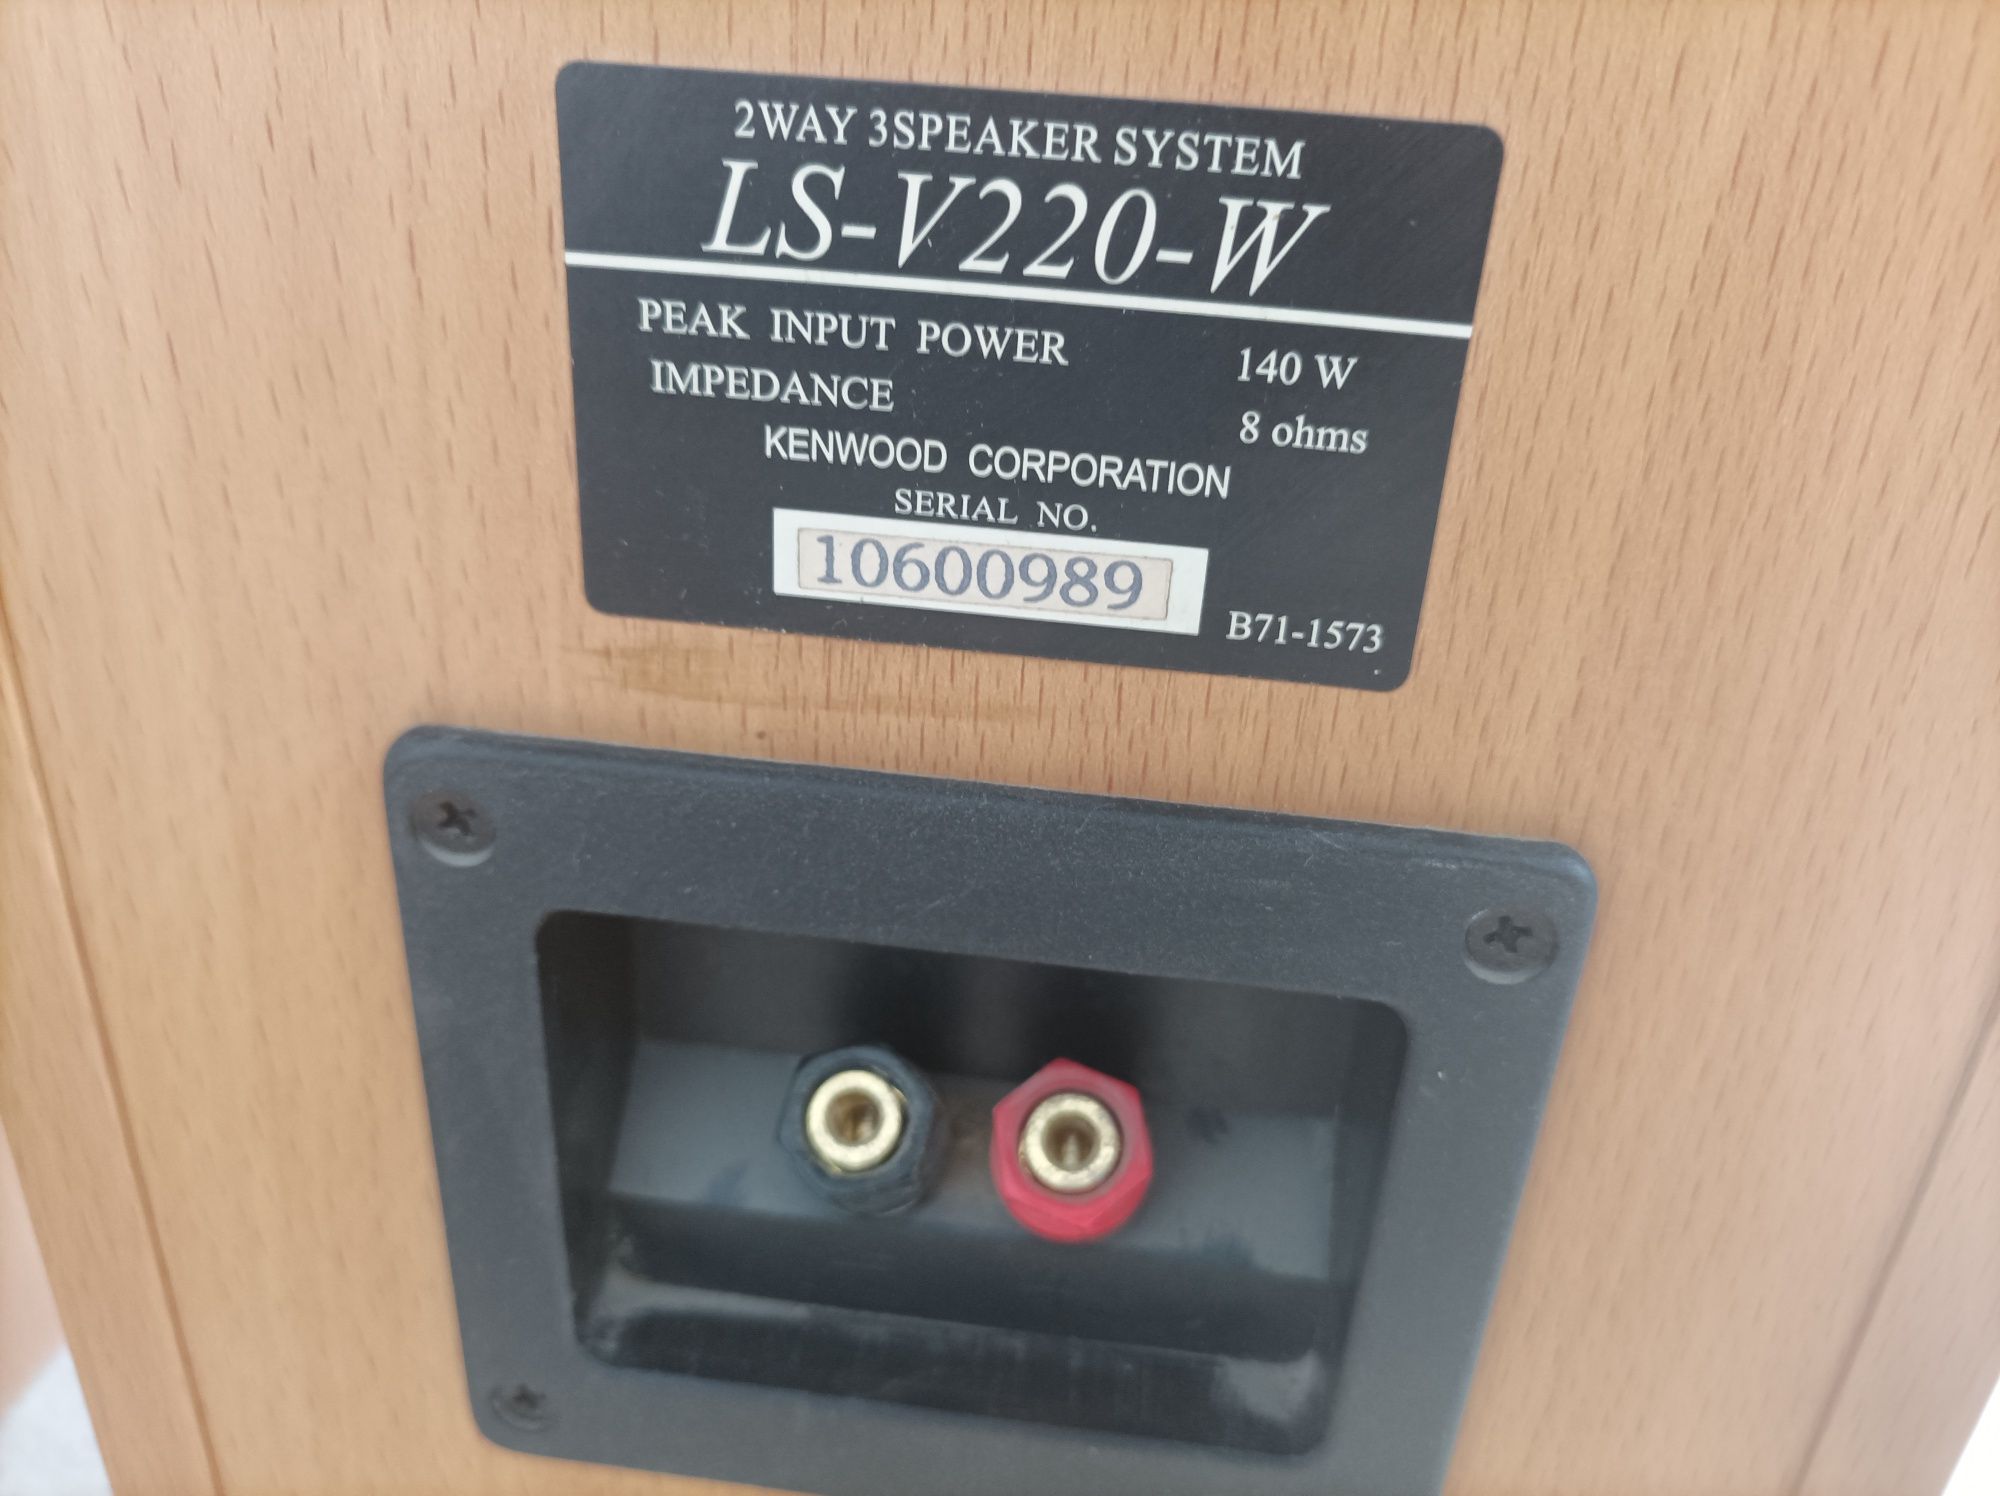 2WAY 3SPEAKER SYSTEM
LS-V220-W
PEAK INPUT POWER 140 W
IMPEDANCE 8 ohms
KENWOOD CORPORATION
SERIAL NO.
10600989
B71-1573